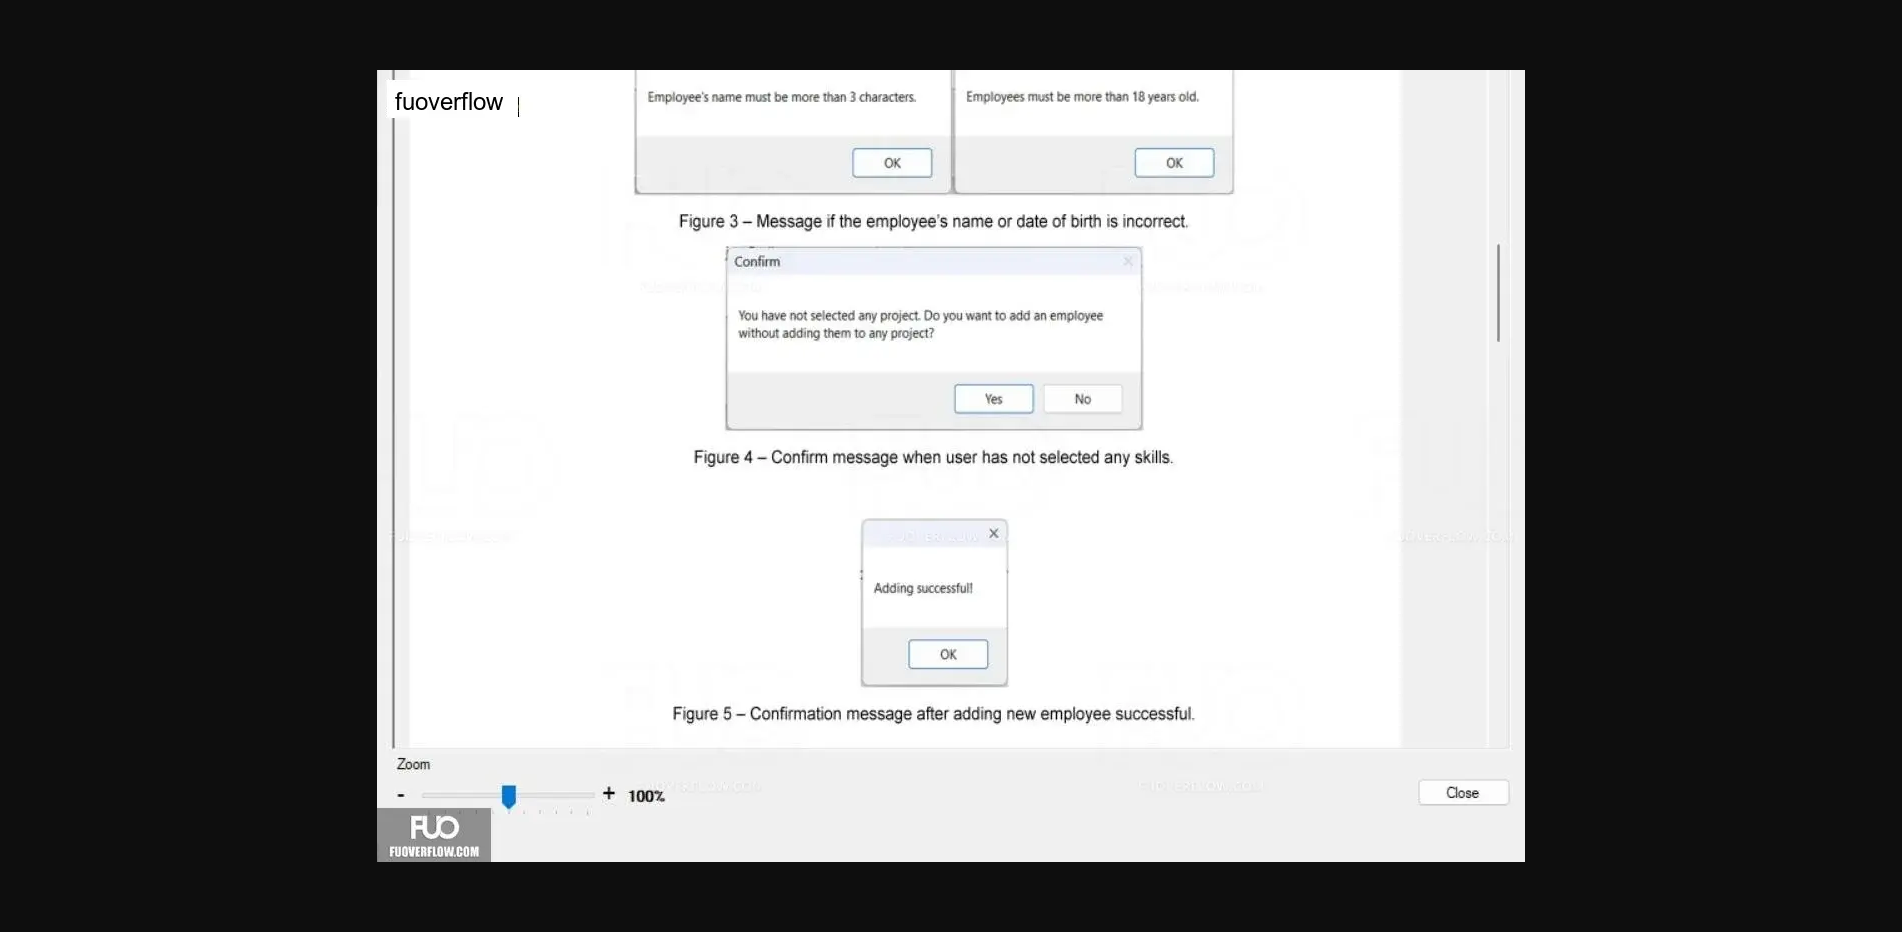 fuoverflow
Employee's name must be more than 3 characters.
Employees must be more than 18 years old.
OK
OK
Figure 3 – Message if the employee's name or date of birth is incorrect.
Confirm
You have not selected any project. Do you want to add an employee
without adding them to any project?
Yes
No
Figure 4 – Confirm message when user has not selected any skills.
Adding successful!
OK
Figure 5 – Confirmation message after adding new employee successful.
Zoom
- + 100%
Close
FUO
FUOVERFLOW.COM